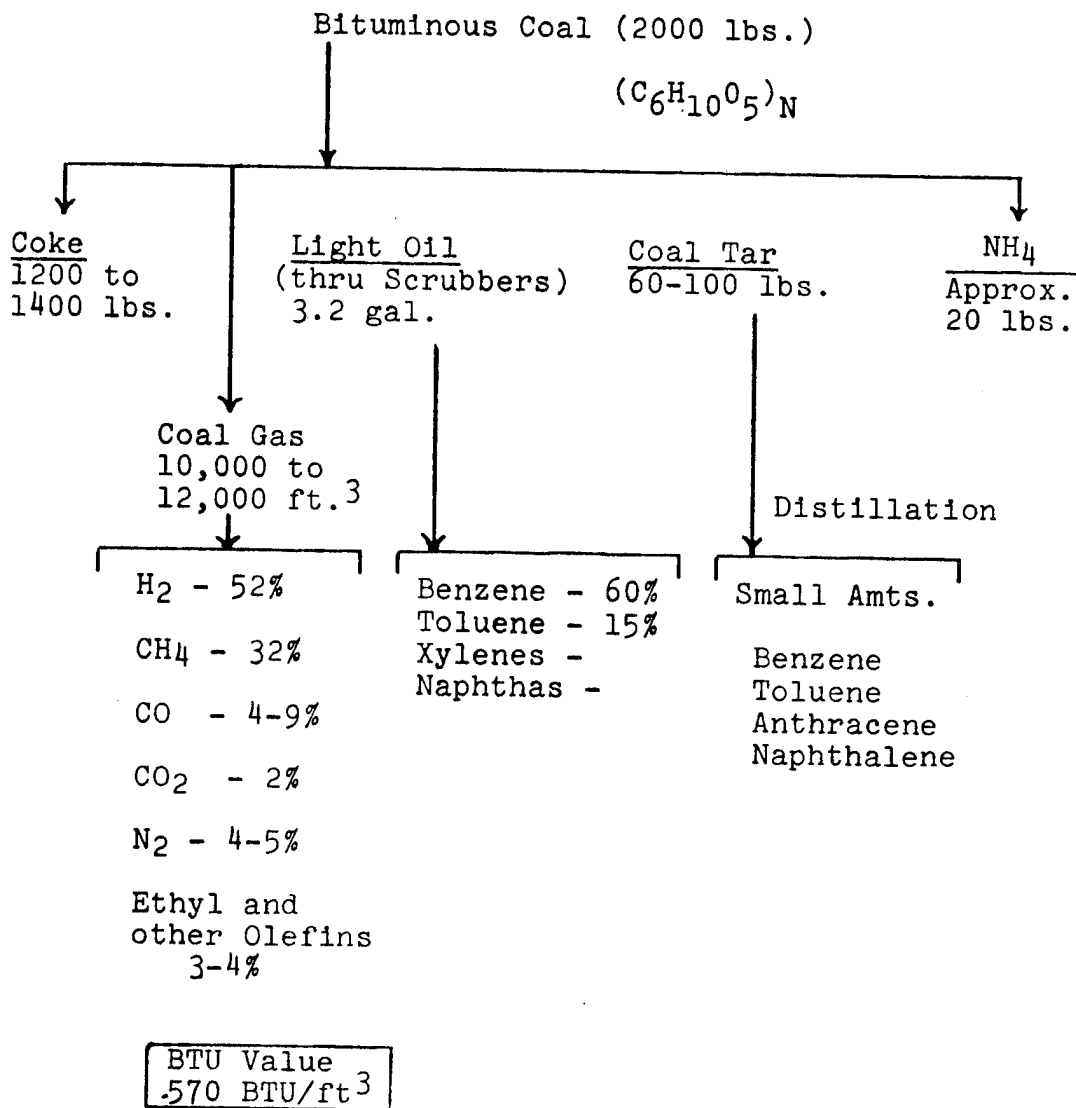 Bituminous Coal (2000 lbs.)
(C6H10O5)N
Coke
1200 to
1400 lbs.
Light Oil
(thru Scrubbers)
3.2 gal.
Coal Tar
60-100 lbs.
NH4
Approx.
20 lbs.
Coal Gas
10,000 to
12,000 ft.3
Distillation
H2 - 52%
CH4 - 32%
CO - 4-9%
CO2 - 2%
N2 - 4-5%
Ethyl and
other Olefins
3-4%
Benzene - 60%
Toluene - 15%
Xylenes -
Naphthas -
Small Amts.
Benzene
Toluene
Anthracene
Naphthalene
BTU Value
.570 BTU/ft3